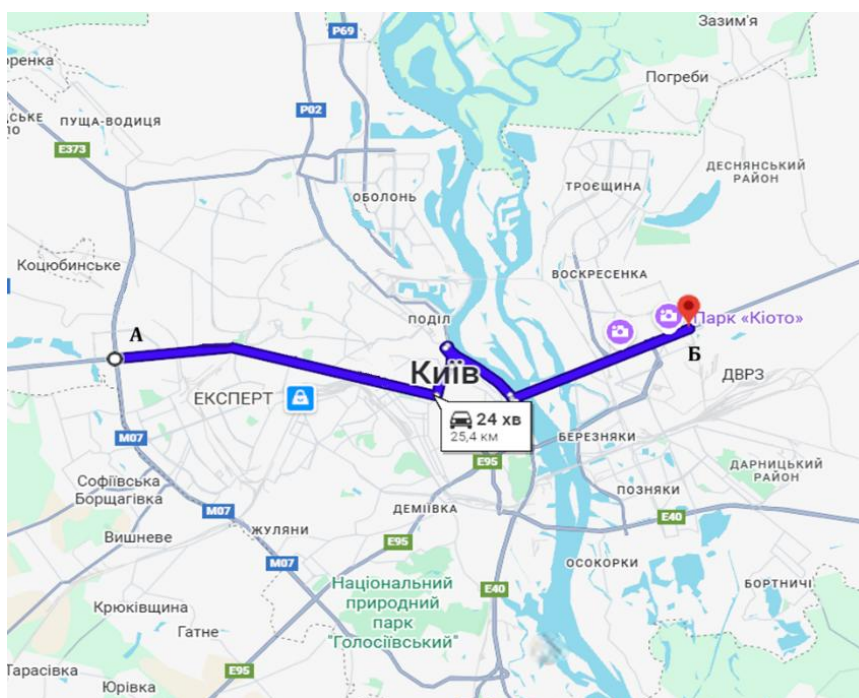 Зазим'я
P69
оренка
Погреби
P02
СЬКЕ
ЛО
ПУЩА-ВОДИЦЯ
E373
ДЕСНЯНСЬКИЙ
РАЙОН
ТРОЄЩИНА
ОБОЛОНЬ
Коцюбинське
ВОСКРЕСЕНКА
ПОДІЛ
Парк «Кіото»
А
Б
Київ
ДВРЗ
ЕКСПЕРТ
24 хв
25,4 км
M07
БЕРЕЗНЯКИ
E95
ДАРНИЦЬКИЙ
РАЙОН
Софіївська
Борщагівка
ПОЗНЯКИ
M07
ДЕМІЇВКА
E40
Вишневе
ЖУЛЯНИ
E95
M07
ОСОКОРКИ
Національний
природний
парк
"Голосіївський"
E40
БОРТНИЧІ
Крюківщина
Гатне
Тарасівка
E95
Юрівка